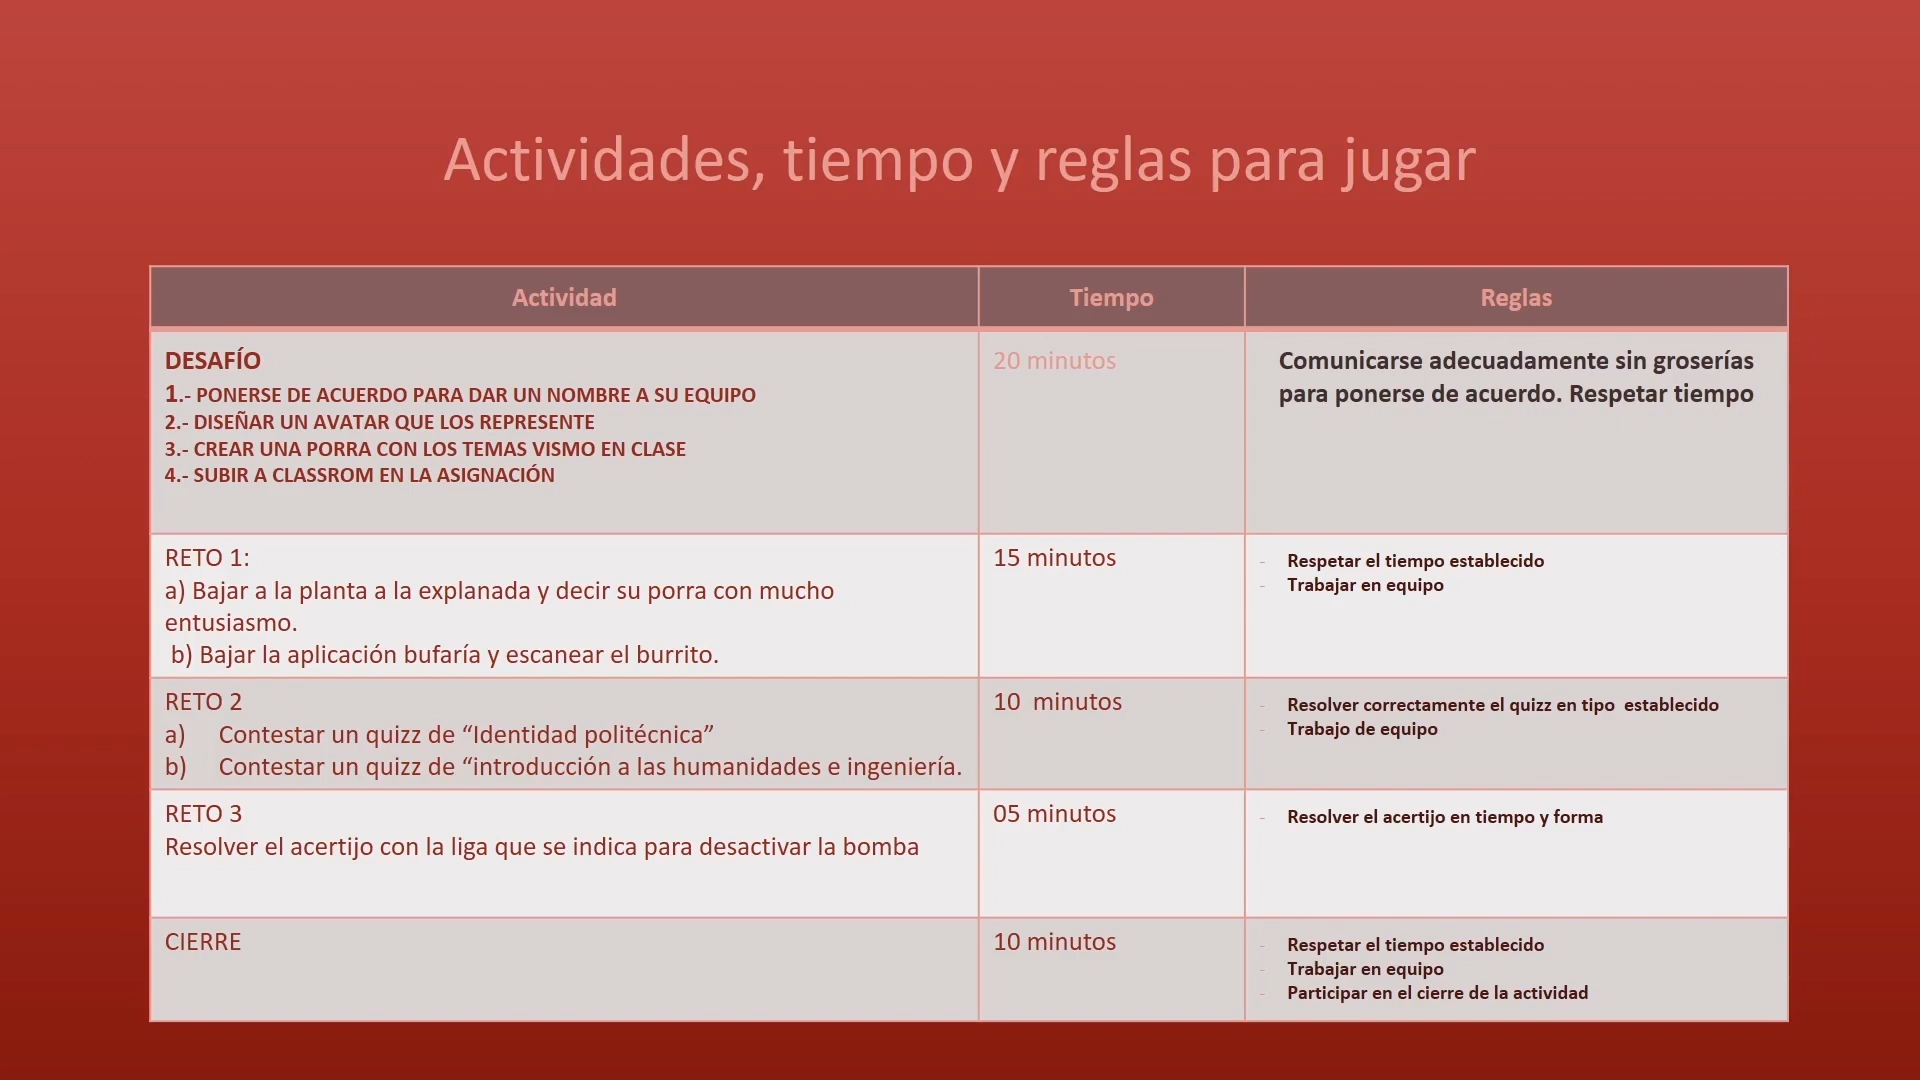 Actividades, tiempo y reglas para jugar
Actividad
Tiempo
Reglas
DESAFÍO
1.- PONERSE DE ACUERDO PARA DAR UN NOMBRE A SU EQUIPO
2.- DISEÑAR UN AVATAR QUE LOS REPRESENTE
3.- CREAR UNA PORRA CON LOS TEMAS VISMO EN CLASE
4.- SUBIR A CLASSROM EN LA ASIGNACIÓN
20 minutos
Comunicarse adecuadamente sin groserías
para ponerse de acuerdo. Respetar tiempo
RETO 1:
a) Bajar a la planta a la explanada y decir su porra con mucho
entusiasmo.
b) Bajar la aplicación bufaría y escanear el burrito.
15 minutos
- Respetar el tiempo establecido
- Trabajar en equipo
RETO 2
a) Contestar un quizz de “Identidad politécnica”
b) Contestar un quizz de “introducción a las humanidades e ingeniería.
10 minutos
- Resolver correctamente el quizz en tipo establecido
- Trabajo de equipo
RETO 3
Resolver el acertijo con la liga que se indica para desactivar la bomba
05 minutos
- Resolver el acertijo en tiempo y forma
CIERRE
10 minutos
- Respetar el tiempo establecido
- Trabajar en equipo
- Participar en el cierre de la actividad